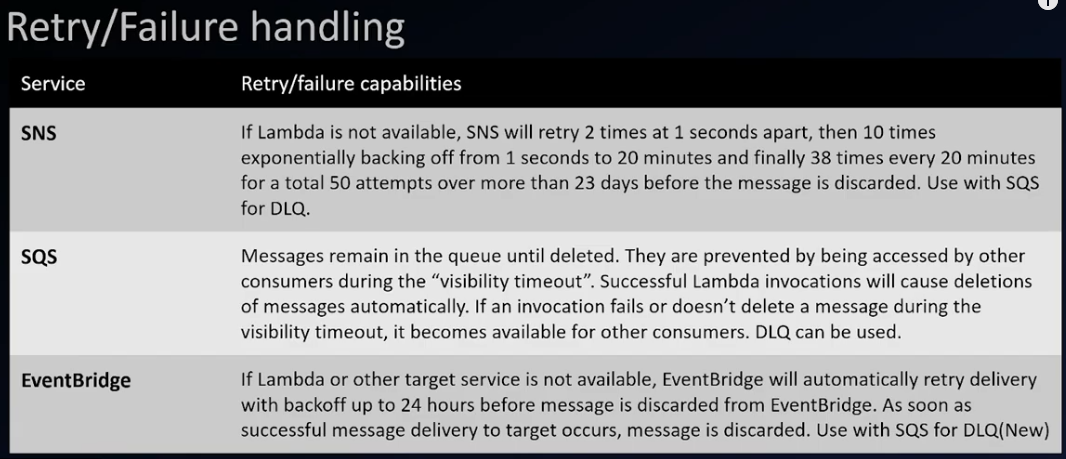 Retry/Failure handling
Service
Retry/failure capabilities
SNS
If Lambda is not available, SNS will retry 2 times at 1 seconds apart, then 10 times
exponentially backing off from 1 seconds to 20 minutes and finally 38 times every 20 minutes
for a total 50 attempts over more than 23 days before the message is discarded. Use with SQS
for DLQ.
SQS
Messages remain in the queue until deleted. They are prevented by being accessed by other
consumers during the “visibility timeout”. Successful Lambda invocations will cause deletions
of messages automatically. If an invocation fails or doesn’t delete a message during the
visibility timeout, it becomes available for other consumers. DLQ can be used.
EventBridge
If Lambda or other target service is not available, EventBridge will automatically retry delivery
with backoff up to 24 hours before message is discarded from EventBridge. As soon as
successful message delivery to target occurs, message is discarded. Use with SQS for DLQ(New)